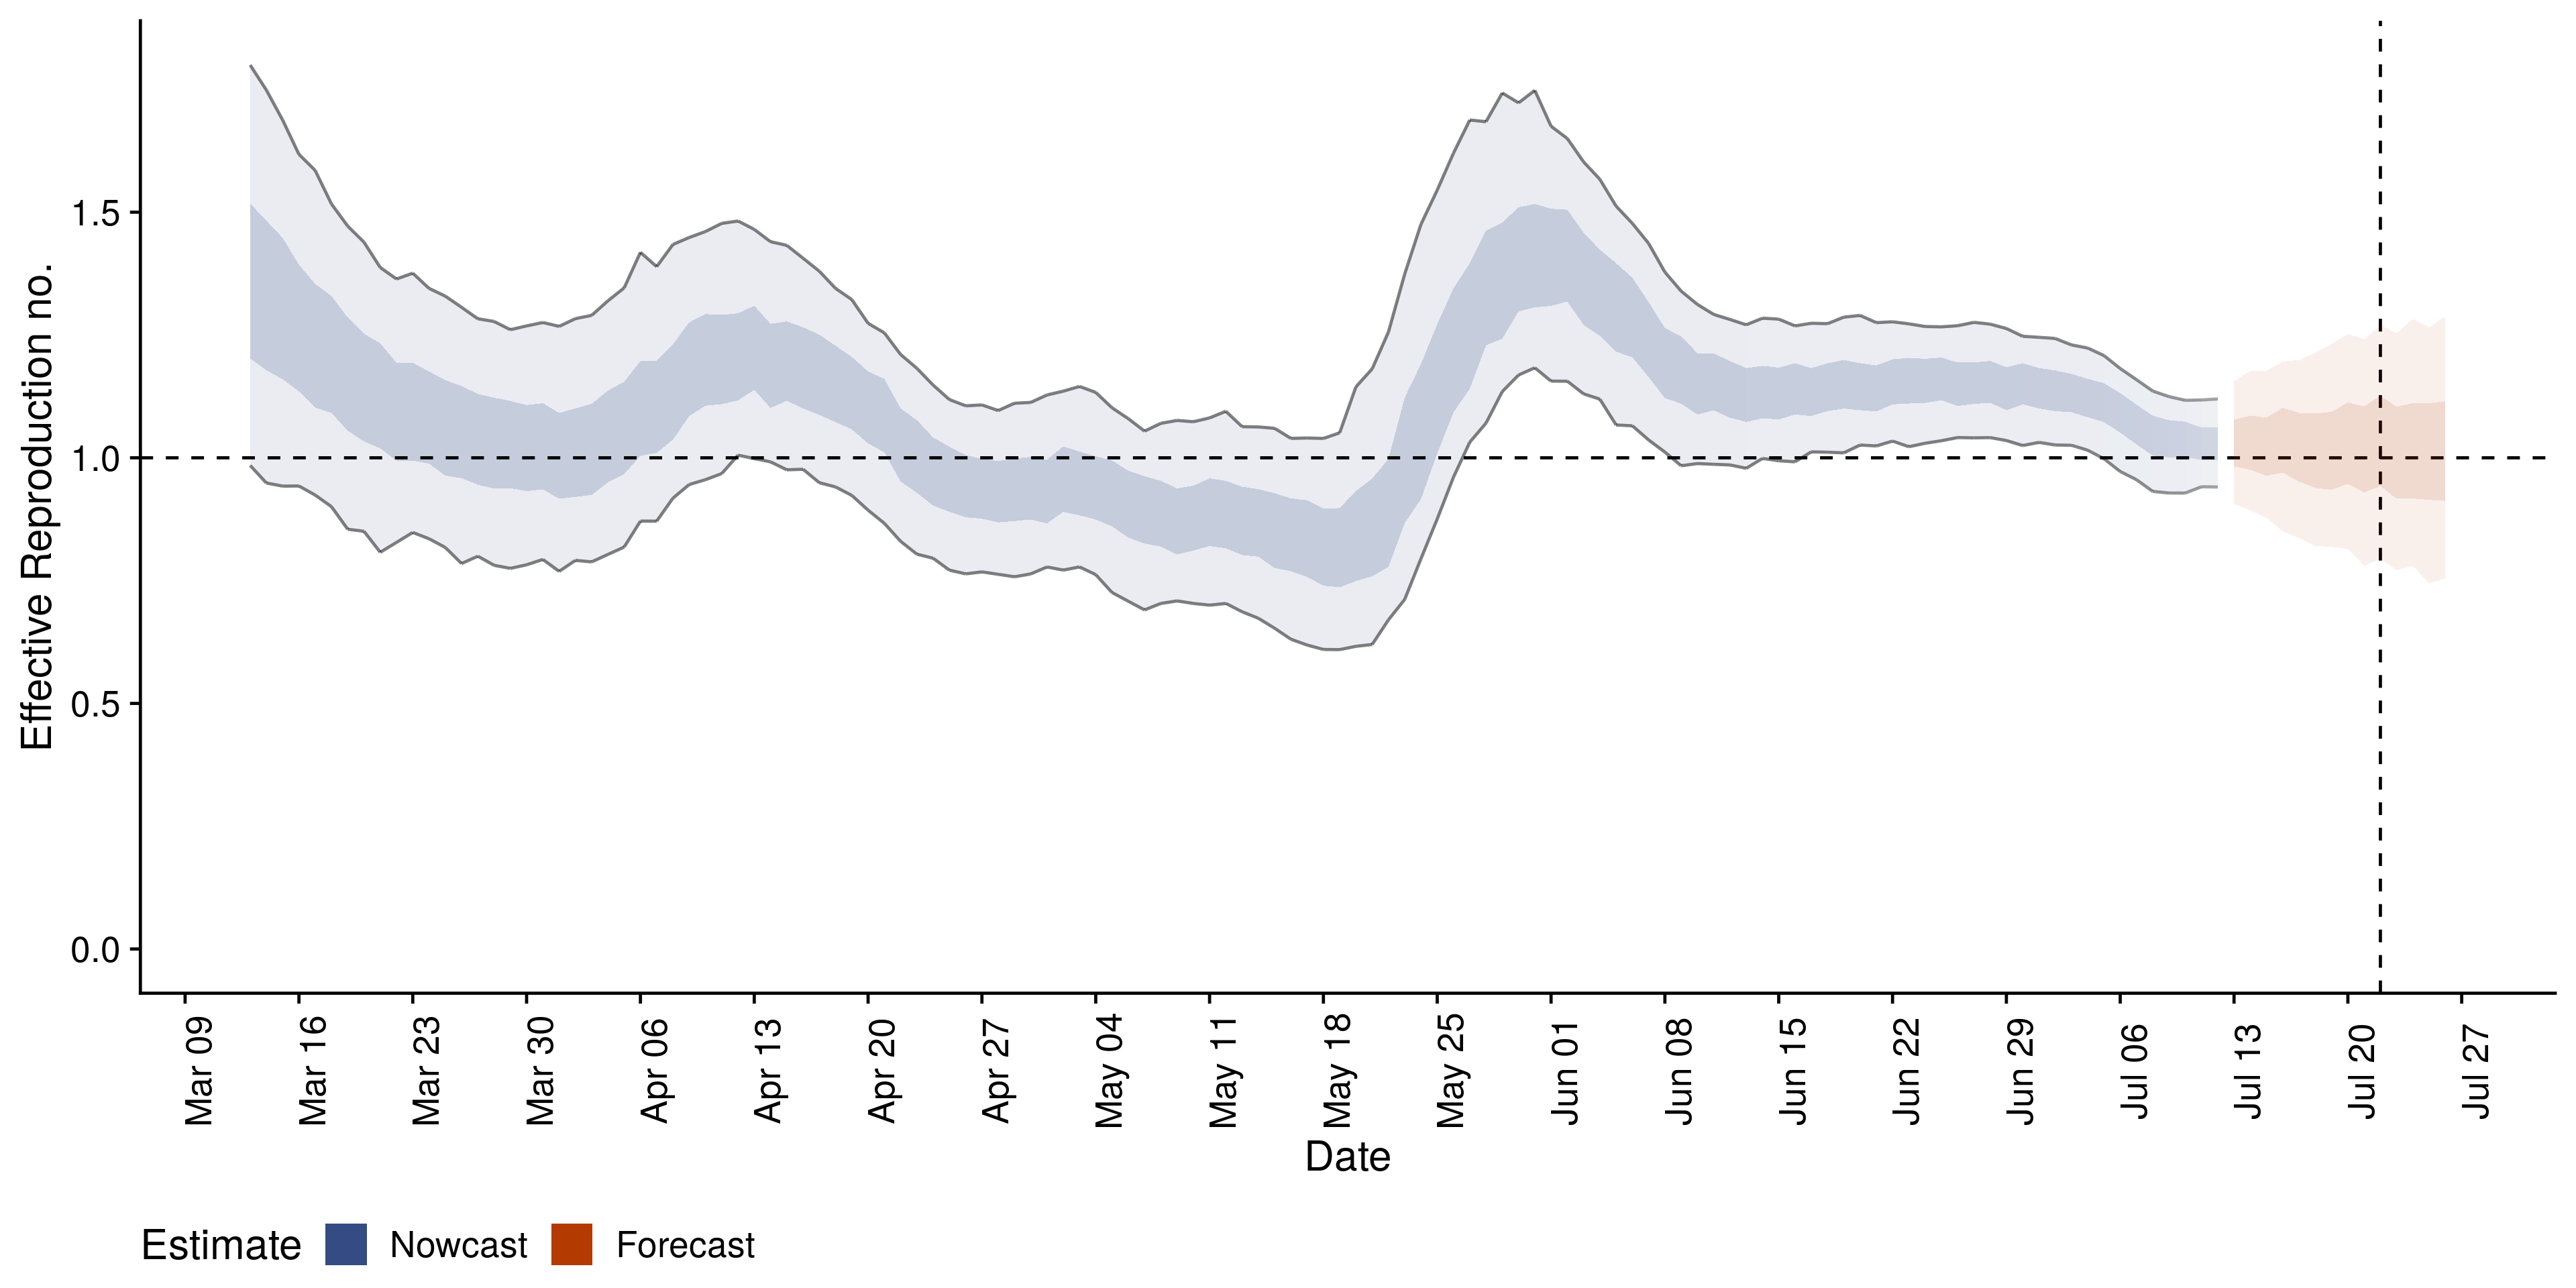 Effective Reproduction no.
1.5
1.0
0.5
0.0
Mar 09
Mar 16
Mar 23
Mar 30
Apr 06
Apr 13
Apr 20
Apr 27
May 04
May 11
May 18
May 25
Jun 01
Jun 08
Jun 15
Jun 22
Jun 29
Jul 06
Jul 13
Jul 20
Jul 27
Date
Estimate Nowcast Forecast